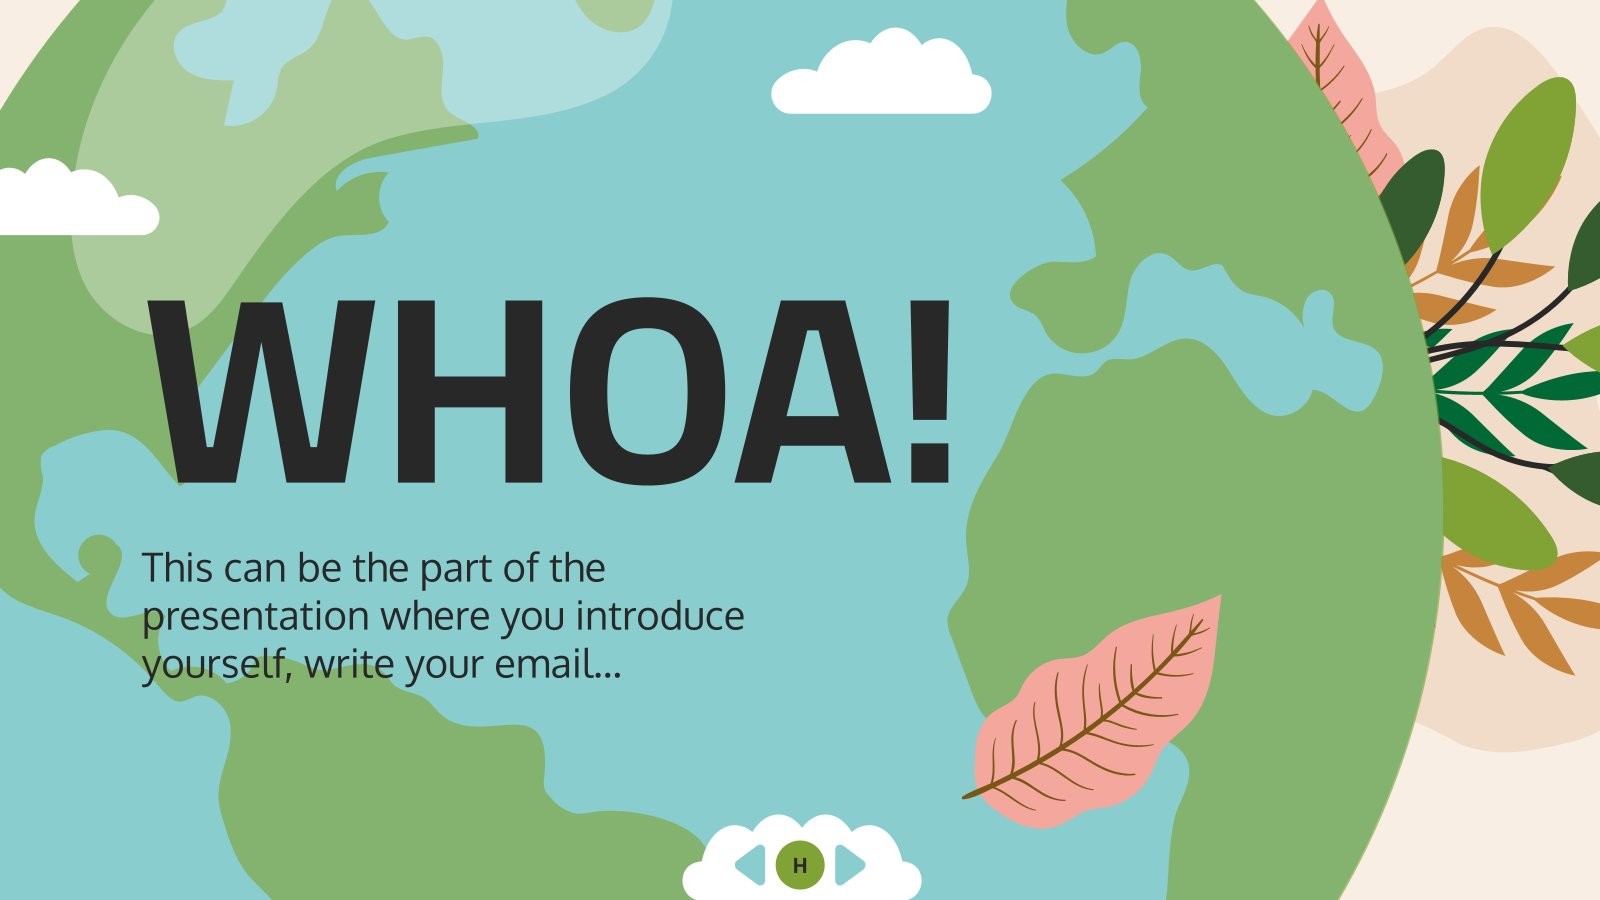 WHOA!
This can be the part of the
presentation where you introduce
yourself, write your email...
H